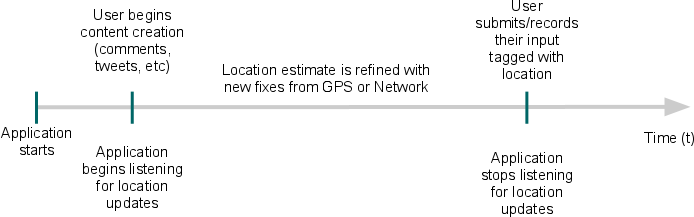 User begins
content creation
(comments,
tweets, etc)
User
submits/records
their input
tagged with
location
Location estimate is refined with
new fixes from GPS or Network
Application
starts
Time (t)
Application
begins listening
for location
updates
Application
stops listening
for location
updates